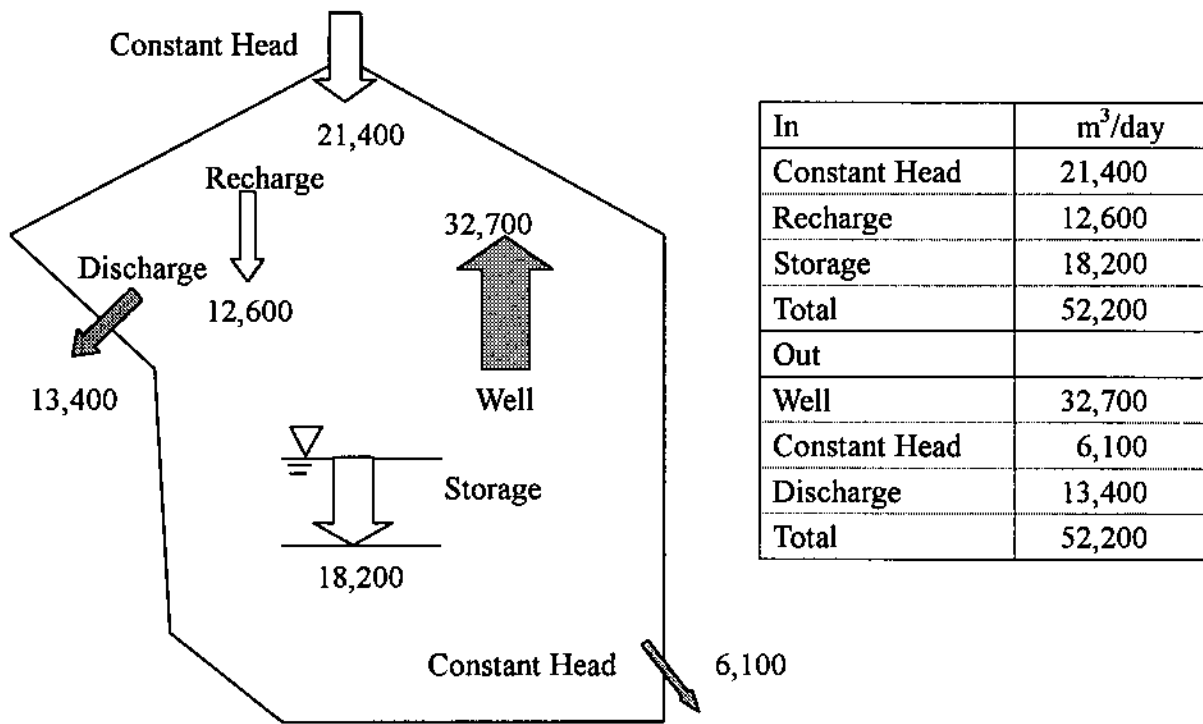 Constant Head
21,400
Recharge
32,700
Discharge
12,600
13,400
Well
Storage
18,200
Constant Head 6,100
In m³/day
Constant Head 21,400
Recharge 12,600
Storage 18,200
Total 52,200
Out
Well 32,700
Constant Head 6,100
Discharge 13,400
Total 52,200